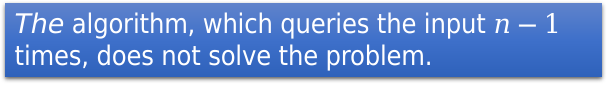 The algorithm, which queries the input n − 1
times, does not solve the problem.